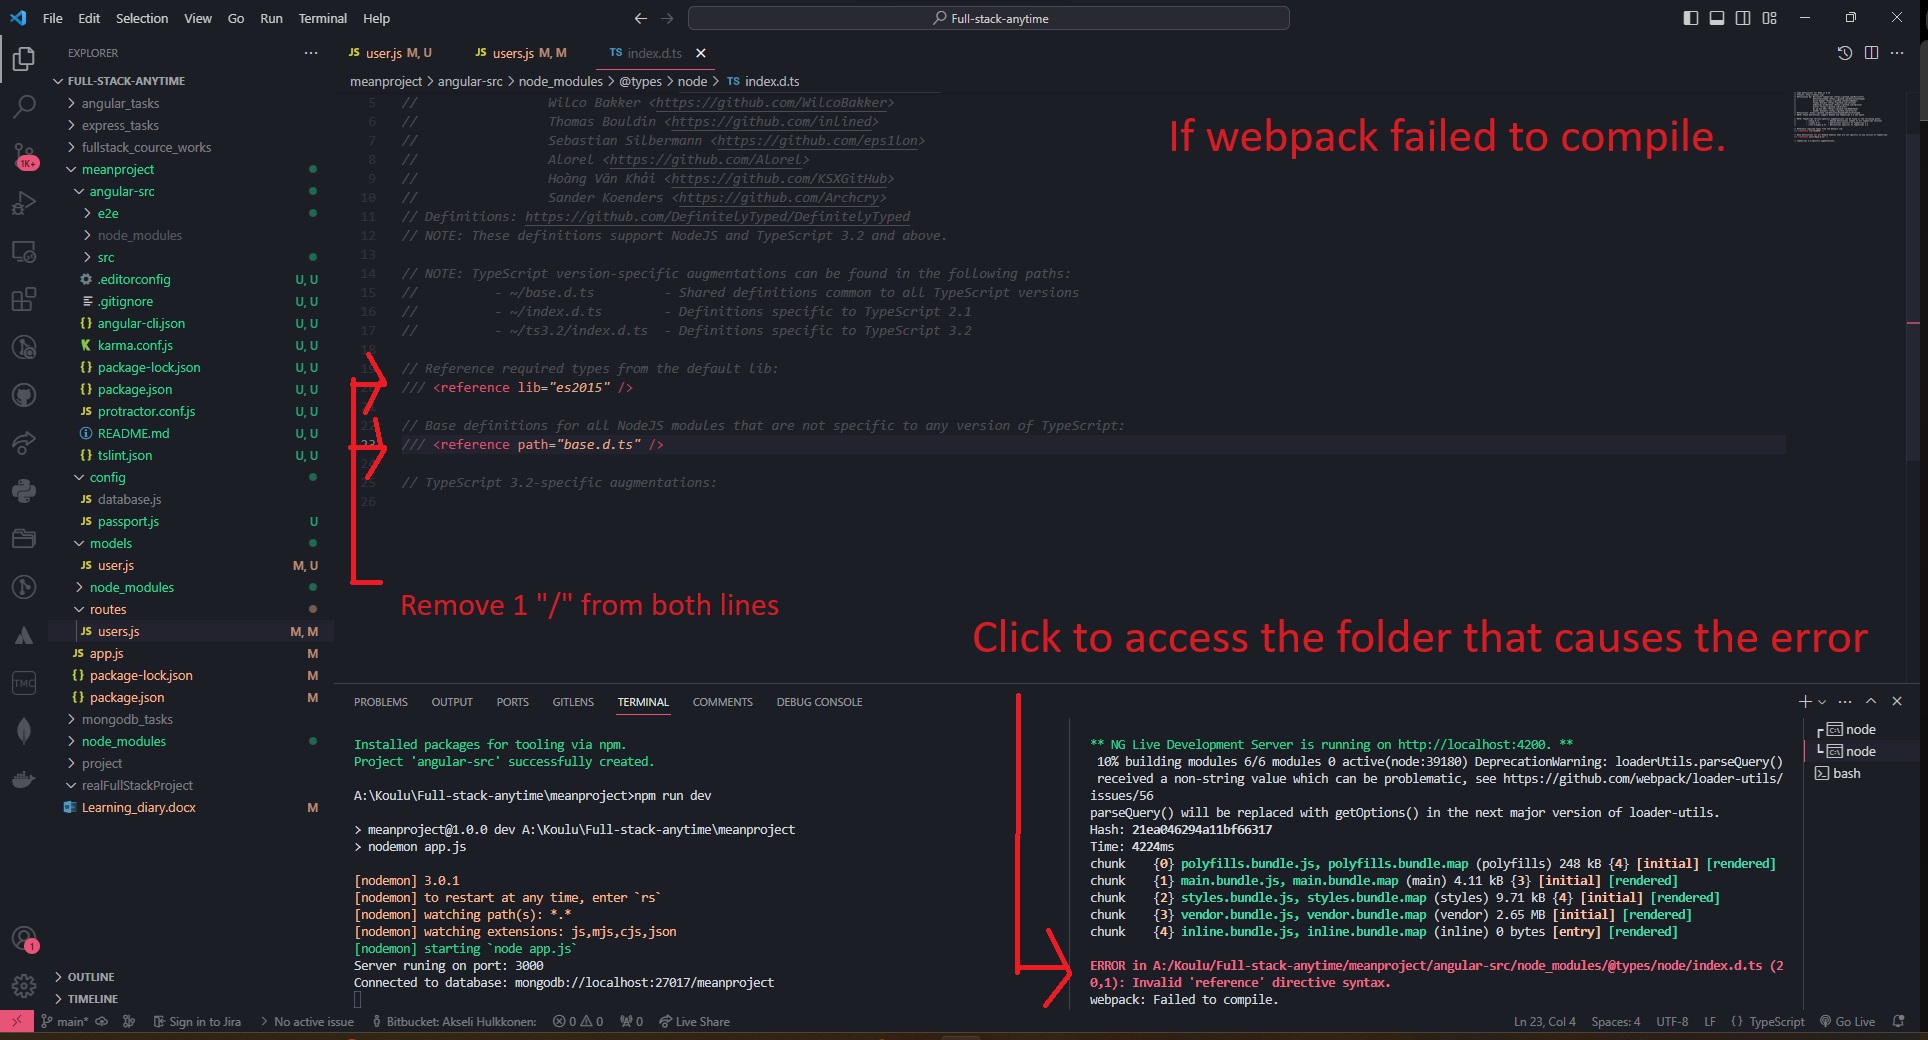 File Edit Selection View Go Run Terminal Help
Full-stack-anytime
EXPLORER
FULL-STACK-ANYTIME
angular_tasks
express_tasks
fullstack_cource_works
meanproject
angular-src
e2e
node_modules
src
.editorconfig U, U
.gitignore U, U
angular-cli.json U, U
karma.conf.js U, U
package-lock.json U, U
package.json U, U
protractor.conf.js U, U
README.md U, U
tslint.json U, U
config
database.js
passport.js U
models
user.js M, U
node_modules
routes
users.js M, M
app.js M
package-lock.json M
package.json M
mongodb_tasks
node_modules
project
realFullStackProject
Learning_diary.docx M
OUTLINE
TIMELINE
1K+
TMC
1
JS user.js M, U JS users.js M, M TS index.d.ts
meanproject > angular-src > node_modules > @types > node > TS index.d.ts
5 // Wilco Bakker <https://github.com/WilcoBakker>
6 // Thomas Bouldin <https://github.com/inlined>
7 // Sebastian Silbermann <https://github.com/eps1lon>
8 // Alorel <https://github.com/Alorel>
9 // Hoàng Văn Khải <https://github.com/KSXGitHub>
10 // Sander Koenders <https://github.com/Archcry>
11 // Definitions: https://github.com/DefinitelyTyped/DefinitelyTyped
12 // NOTE: These definitions support NodeJS and TypeScript 3.2 and above.
13
14 // NOTE: TypeScript version-specific augmentations can be found in the following paths:
15 // - ~/base.d.ts - Shared definitions common to all TypeScript versions
16 // - ~/index.d.ts - Definitions specific to TypeScript 2.1
17 // - ~/ts3.2/index.d.ts - Definitions specific to TypeScript 3.2
18
// Reference required types from the default lib:
/// <reference lib="es2015" />
// Base definitions for all NodeJS modules that are not specific to any version of TypeScript:
23 /// <reference path="base.d.ts" />
25 // TypeScript 3.2-specific augmentations:
26
If webpack failed to compile.
Remove 1 "/" from both lines
Click to access the folder that causes the error
PROBLEMS OUTPUT PORTS GITLENS TERMINAL COMMENTS DEBUG CONSOLE
Installed packages for tooling via npm.
Project 'angular-src' successfully created.
A:\Koulu\Full-stack-anytime\meanproject>npm run dev
> meanproject@1.0.0 dev A:\Koulu\Full-stack-anytime\meanproject
> nodemon app.js
[nodemon] 3.0.1
[nodemon] to restart at any time, enter `rs`
[nodemon] watching path(s): *.*
[nodemon] watching extensions: js,mjs,cjs,json
[nodemon] starting `node app.js`
Server runing on port: 3000
Connected to database: mongodb://localhost:27017/meanproject
** NG Live Development Server is running on http://localhost:4200. **
10% building modules 6/6 modules 0 active(node:39180) DeprecationWarning: loaderUtils.parseQuery()
received a non-string value which can be problematic, see https://github.com/webpack/loader-utils/
issues/56
parseQuery() will be replaced with getOptions() in the next major version of loader-utils.
Hash: 21ea046294a11bf66317
Time: 4224ms
chunk {0} polyfills.bundle.js, polyfills.bundle.map (polyfills) 248 kB {4} [initial] [rendered]
chunk {1} main.bundle.js, main.bundle.map (main) 4.11 kB {3} [initial] [rendered]
chunk {2} styles.bundle.js, styles.bundle.map (styles) 9.71 kB {4} [initial] [rendered]
chunk {3} vendor.bundle.js, vendor.bundle.map (vendor) 2.65 MB [initial] [rendered]
chunk {4} inline.bundle.js, inline.bundle.map (inline) 0 bytes [entry] [rendered]
ERROR in A:/Koulu/Full-stack-anytime/meanproject/angular-src/node_modules/@types/node/index.d.ts (2
0,1): Invalid 'reference' directive syntax.
webpack: Failed to compile.
node
node
bash
main* Sign in to Jira No active issue Bitbucket: Akseli Hulkkonen: 0 0 0 Live Share
Ln 23, Col 4 Spaces: 4 UTF-8 LF {} TypeScript Go Live